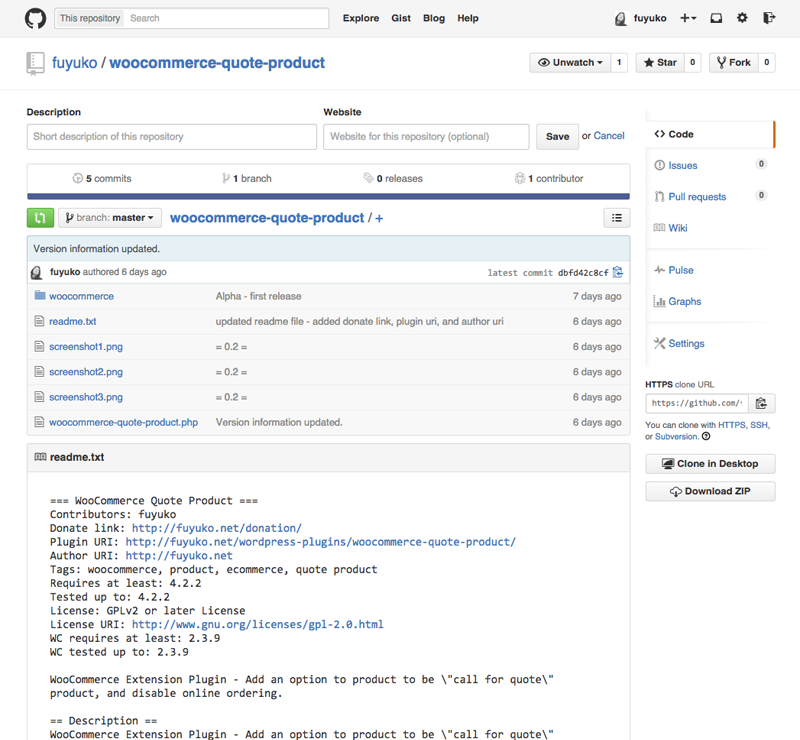 This repository Search Explore Gist Blog Help fuyuko
fuyuko / woocommerce-quote-product Unwatch 1 Star 0 Fork 0
Description Website
Short description of this repository Website for this repository (optional) Save or Cancel
<> Code
5 commits 1 branch 0 releases 1 contributor
Issues 0
Pull requests 0
Wiki
Pulse
Graphs
Settings
branch: master woocommerce-quote-product / +
Version information updated.
fuyuko authored 6 days ago latest commit dbfd42c8cf
woocommerce Alpha - first release 7 days ago
readme.txt updated readme file - added donate link, plugin uri, and author uri 6 days ago
screenshot1.png = 0.2 = 6 days ago
screenshot2.png = 0.2 = 6 days ago
screenshot3.png = 0.2 = 6 days ago
woocommerce-quote-product.php Version information updated. 6 days ago
HTTPS clone URL
https://github.com/
You can clone with HTTPS, SSH,
or Subversion.
Clone in Desktop
Download ZIP
readme.txt
=== WooCommerce Quote Product ===
Contributors: fuyuko
Donate link: http://fuyuko.net/donation/
Plugin URI: http://fuyuko.net/wordpress-plugins/woocommerce-quote-product/
Author URI: http://fuyuko.net
Tags: woocommerce, product, ecommerce, quote product
Requires at least: 4.2.2
Tested up to: 4.2.2
License: GPLv2 or later License
License URI: http://www.gnu.org/licenses/gpl-2.0.html
WC requires at least: 2.3.9
WC tested up to: 2.3.9
WooCommerce Extension Plugin - Add an option to product to be \"call for quote\"
product, and disable online ordering.
== Description ==
WooCommerce Extension Plugin - Add an option to product to be \"call for quote\"